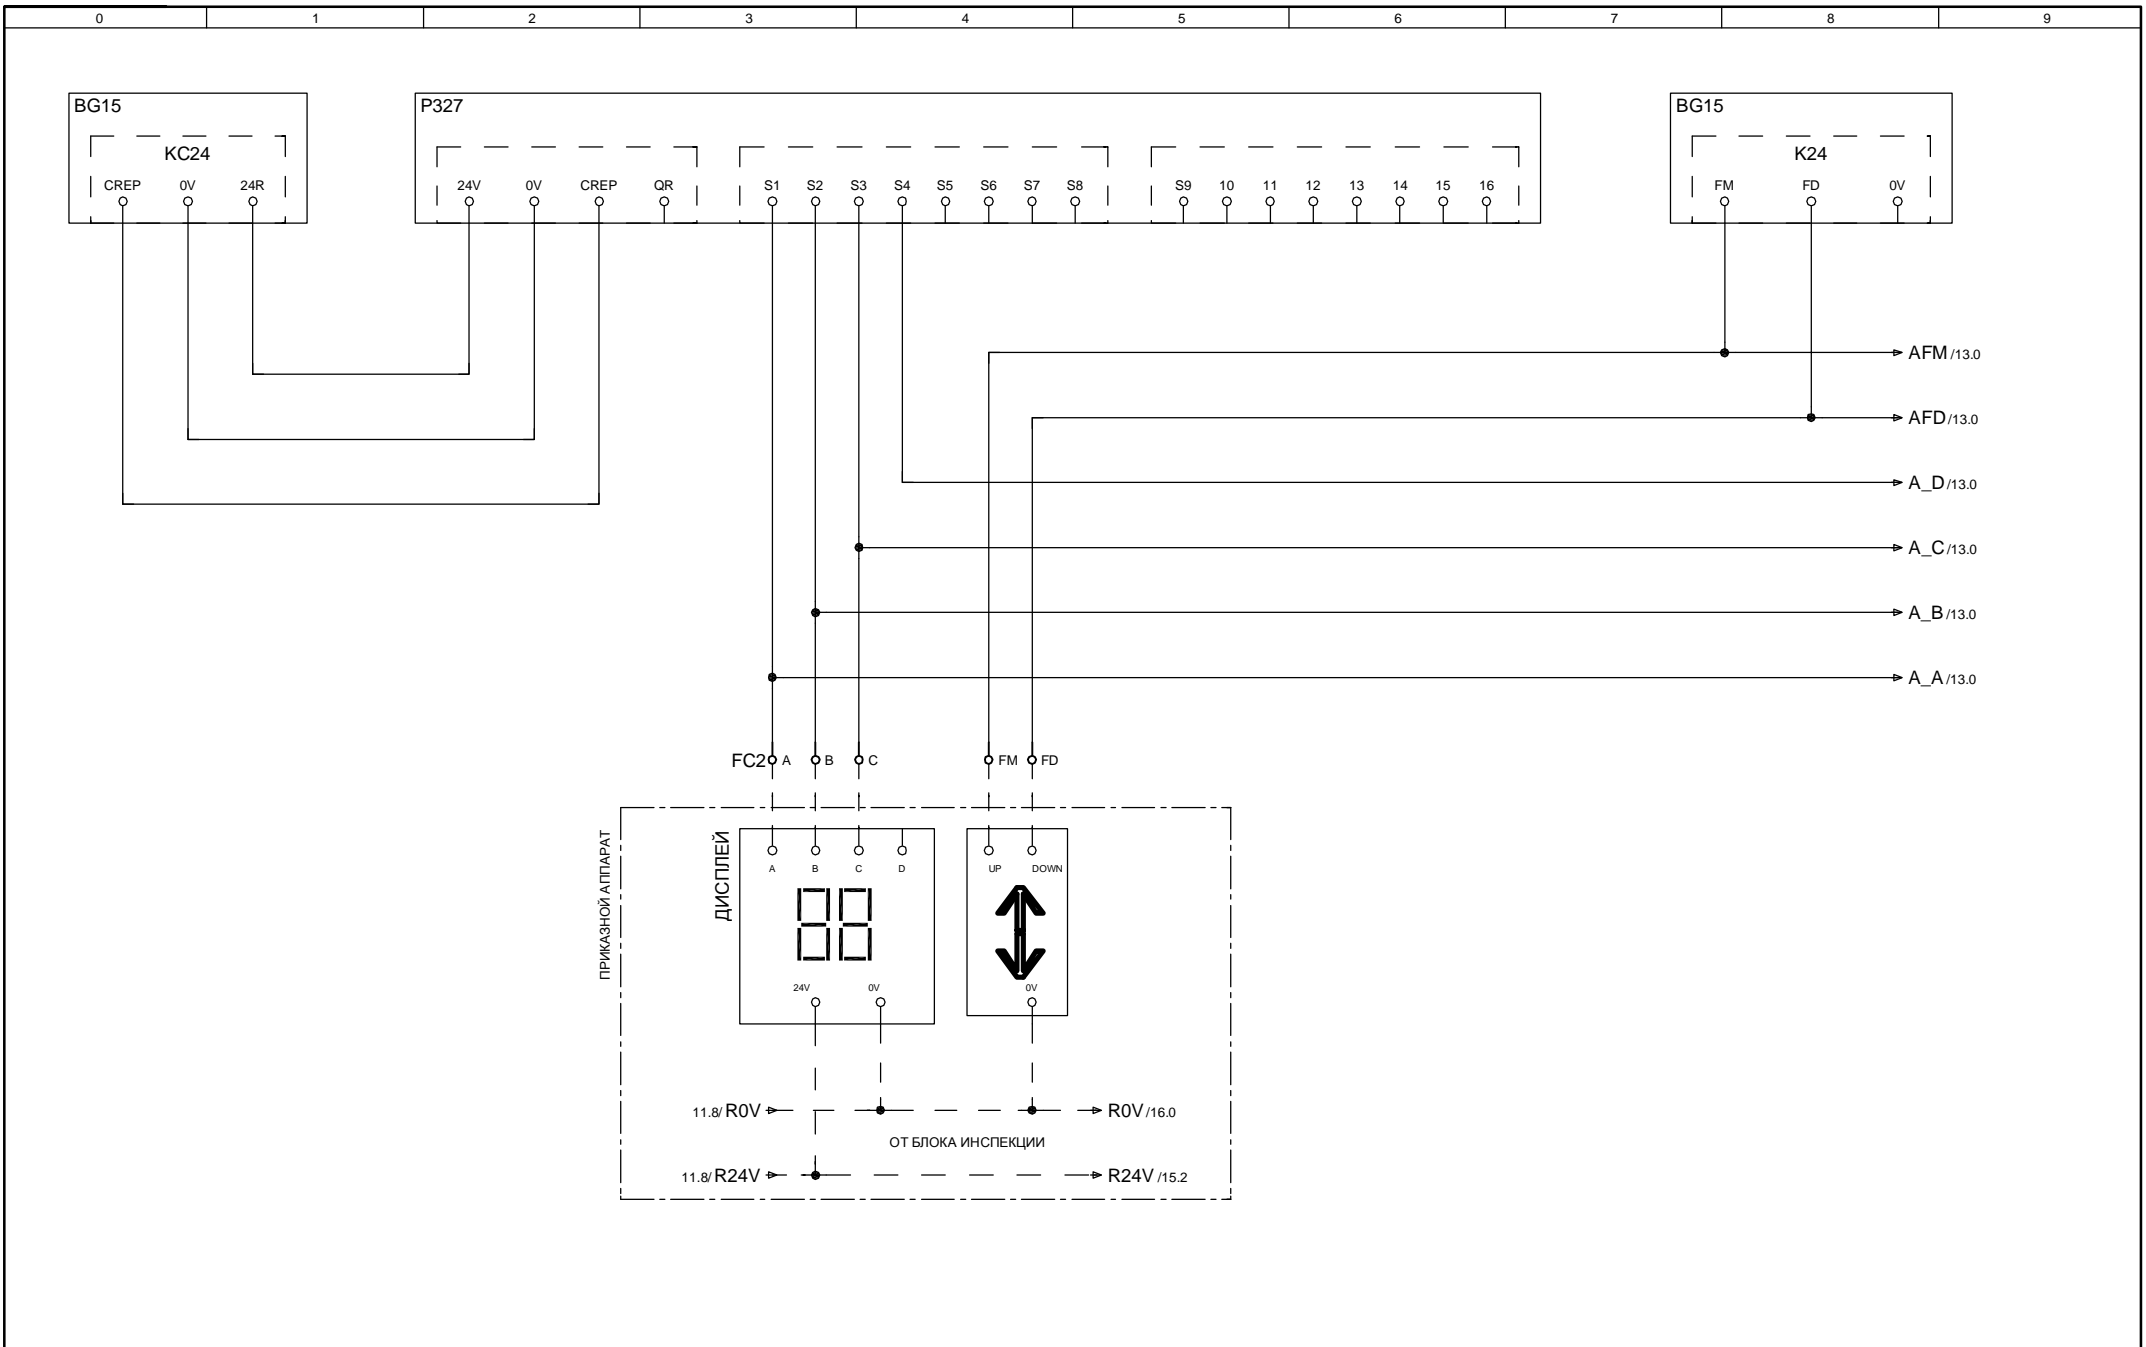 0 1 2 3 4 5 6 7 8 9
BG15
KC24
CREP 0V 24R
P327
24V 0V CREP QR
S1 S2 S3 S4 S5 S6 S7 S8
S9 10 11 12 13 14 15 16
BG15
K24
FM FD 0V
AFM /13.0
AFD /13.0
A_D /13.0
A_C /13.0
A_B /13.0
A_A /13.0
FC2 A B C FM FD
ПРИКАЗНОЙ АППАРАТ
ДИСПЛЕЙ
A B C D
24V 0V
UP DOWN
0V
11.8/ R0V R0V /16.0
ОТ БЛОКА ИНСПЕКЦИИ
11.8/ R24V R24V /15.2